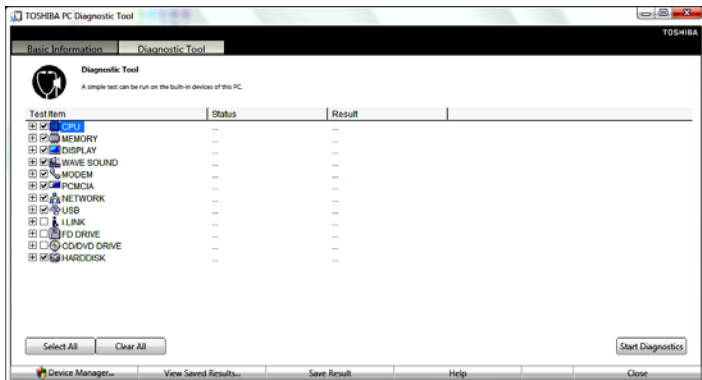 TOSHIBA PC Diagnostic Tool
TOSHIBA
Basic Information Diagnostic Tool
Diagnostic Tool
A simple test can be run on the built-in devices of this PC.
Test Item Status Result
CPU ... ...
MEMORY ... ...
DISPLAY ... ...
WAVE SOUND ... ...
MODEM ... ...
PCMCIA ... ...
NETWORK ... ...
USB ... ...
i.LINK ... ...
FD DRIVE ... ...
CD/DVD DRIVE ... ...
HARDDISK ... ...
Select All Clear All Start Diagnostics
Device Manager... View Saved Results... Save Result Help Close